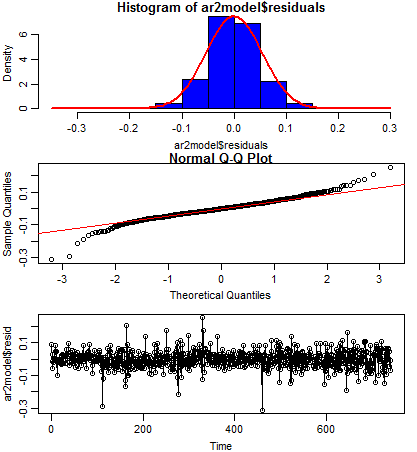 Histogram of ar2model$residuals
Density
6
4
2
0
-0.3 -0.2 -0.1 0.0 0.1 0.2 0.3
ar2model$residuals
Normal Q-Q Plot
Sample Quantiles
0.1
-0.1
-0.3
-3 -2 -1 0 1 2 3
Theoretical Quantiles
ar2model$resid
0.1
-0.1
-0.3
0 200 400 600
Time